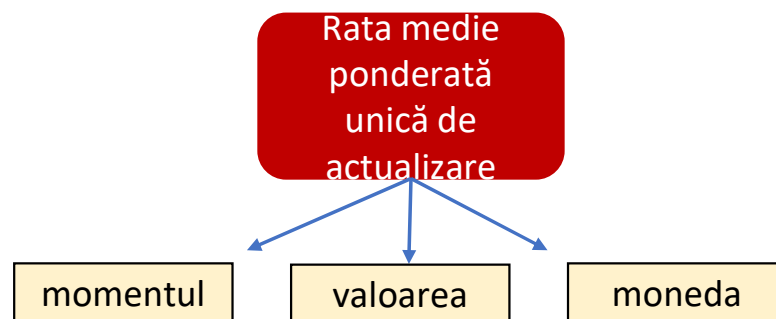 Rata medie
ponderată
unică de
actualizare
momentul
valoarea
moneda